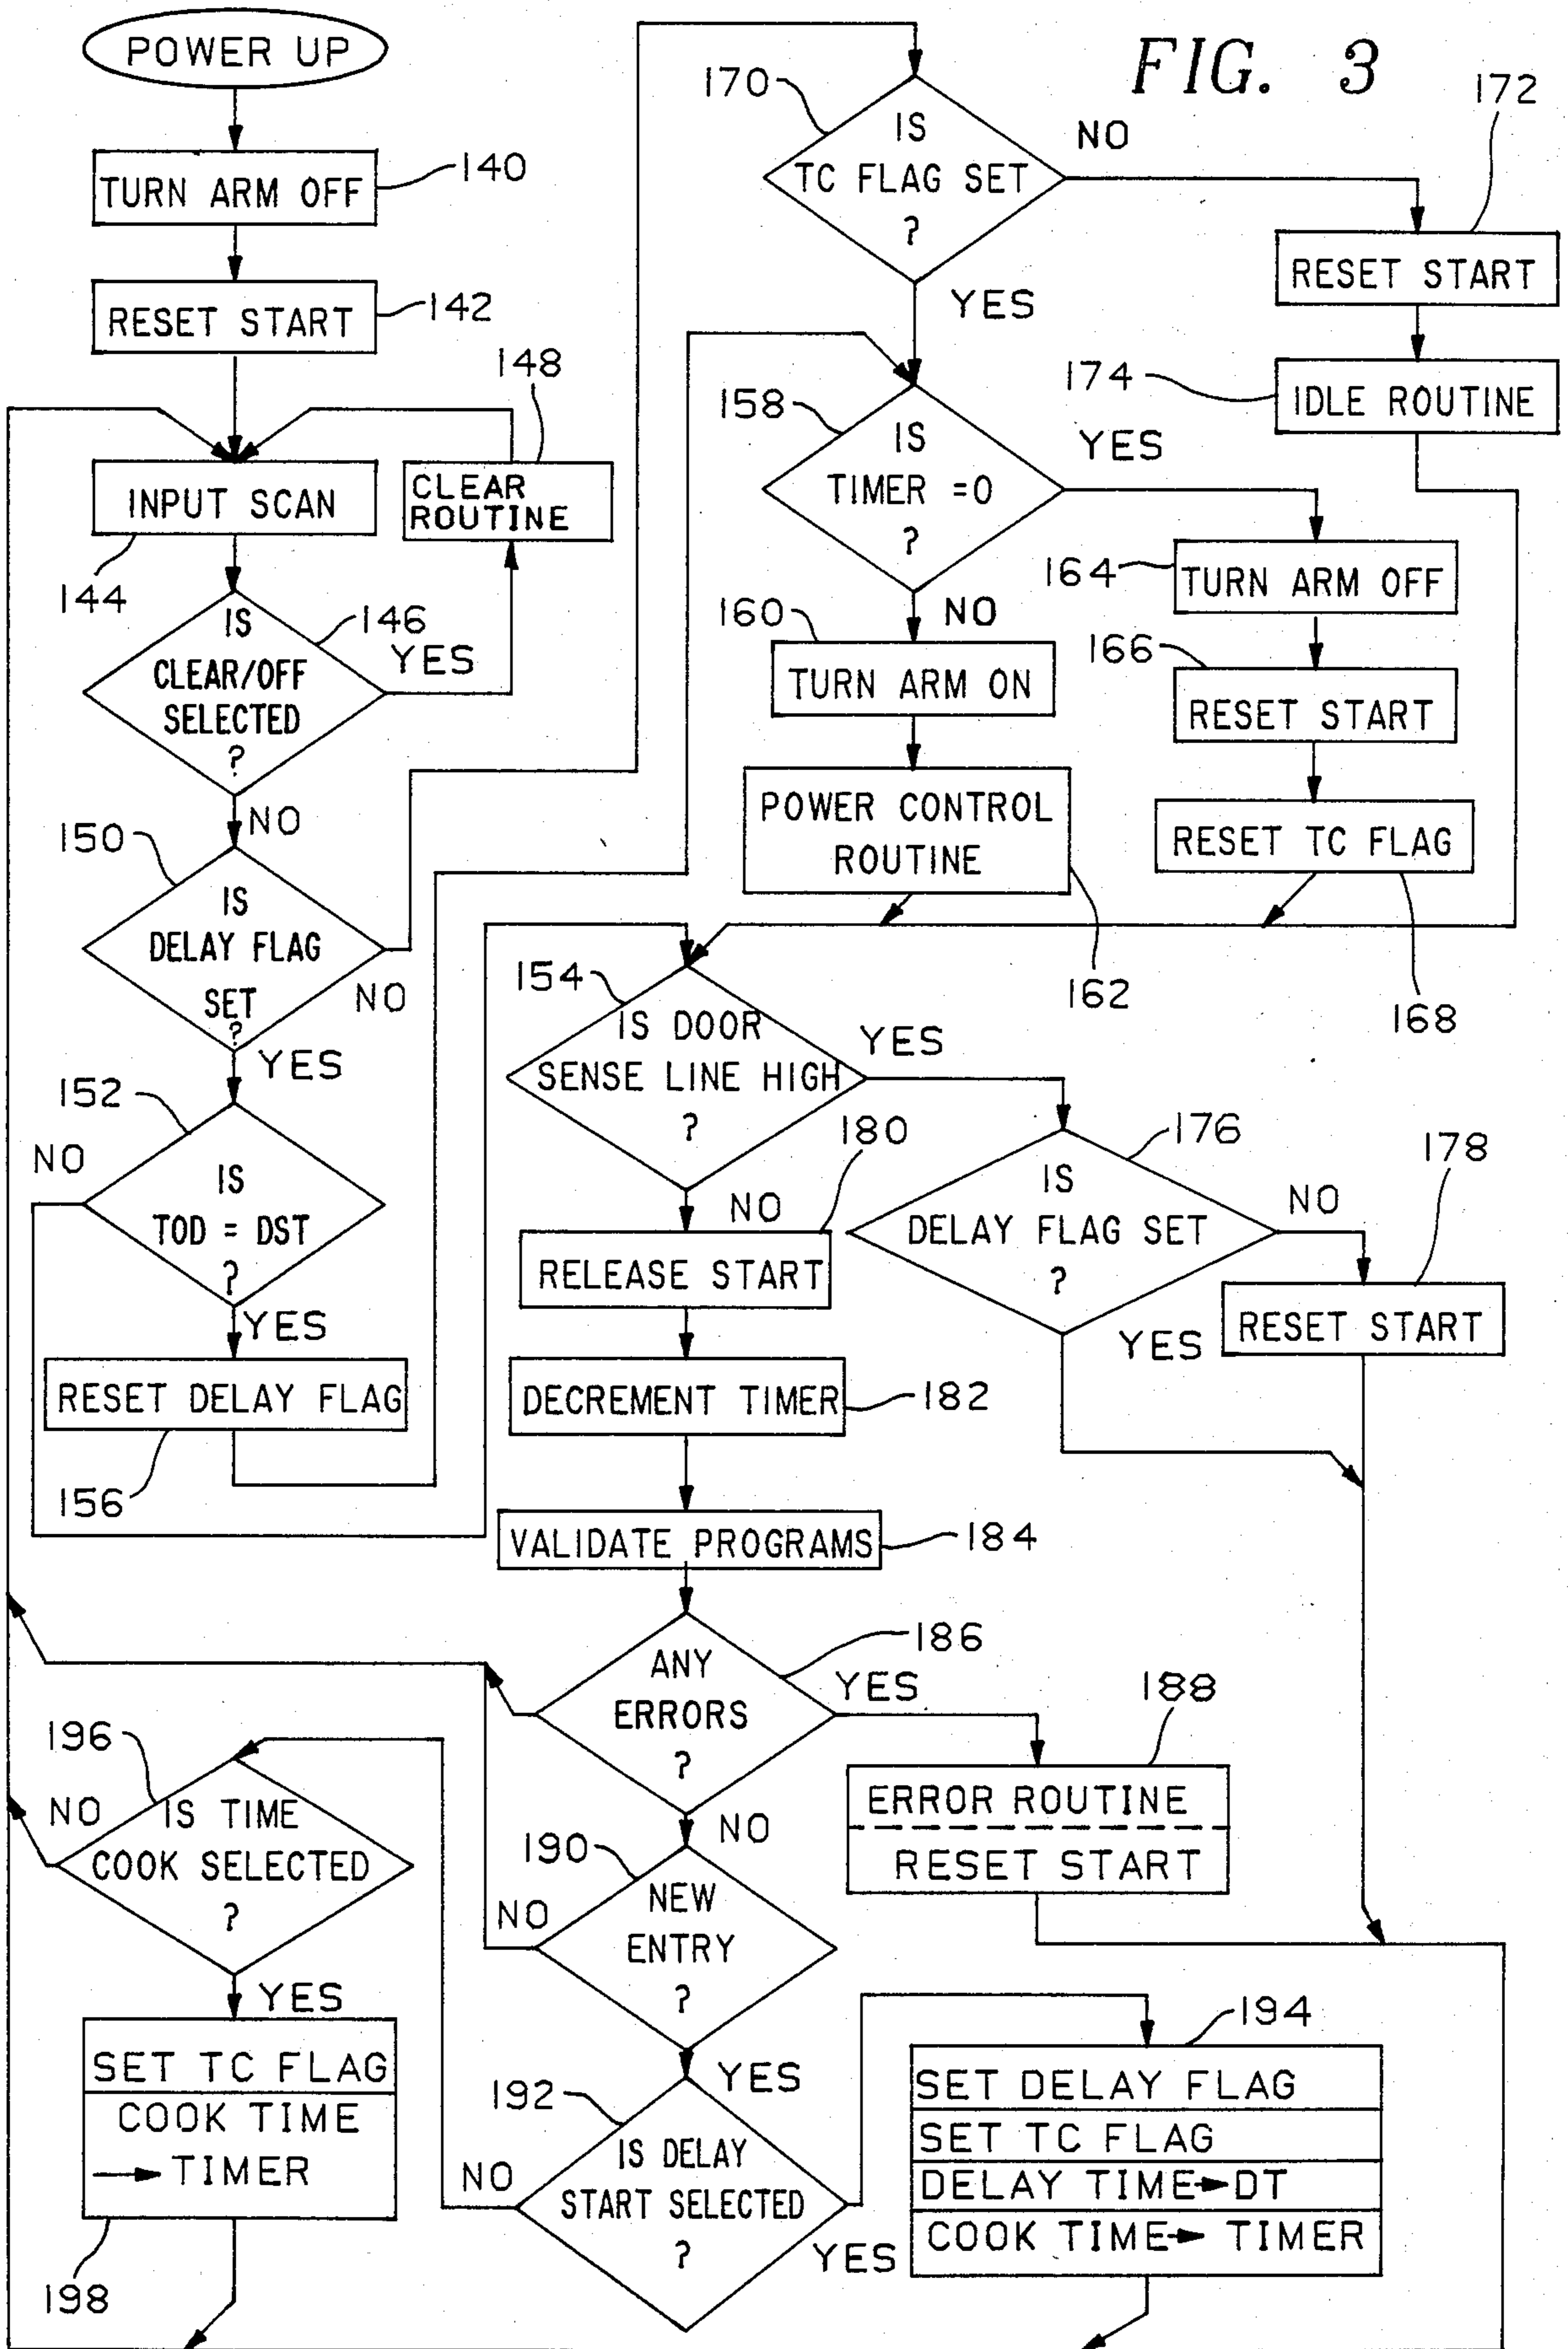 FIG. 3
POWER UP
TURN ARM OFF
140
RESET START
142
INPUT SCAN
144
CLEAR
ROUTINE
148
IS
CLEAR/OFF
SELECTED
?
146
YES
NO
150
IS
DELAY FLAG
SET
?
NO
YES
152
NO
IS
TOD = DST
?
YES
RESET DELAY FLAG
156
170
IS
TC FLAG SET
?
NO
YES
172
RESET START
174
IDLE ROUTINE
158
IS
TIMER =0
?
YES
NO
160
TURN ARM ON
POWER CONTROL
ROUTINE
162
164
TURN ARM OFF
166
RESET START
RESET TC FLAG
168
154
IS DOOR
SENSE LINE HIGH
?
YES
NO
176
IS
DELAY FLAG SET
?
NO
YES
178
RESET START
180
RELEASE START
DECREMENT TIMER
182
VALIDATE PROGRAMS
184
ANY
ERRORS
?
186
YES
NO
188
ERROR ROUTINE
RESET START
190
NEW
ENTRY
?
NO
YES
192
IS DELAY
START SELECTED
?
NO
YES
194
SET DELAY FLAG
SET TC FLAG
DELAY TIME→DT
COOK TIME→ TIMER
196
NO
IS TIME
COOK SELECTED
?
YES
SET TC FLAG
COOK TIME
→ TIMER
198